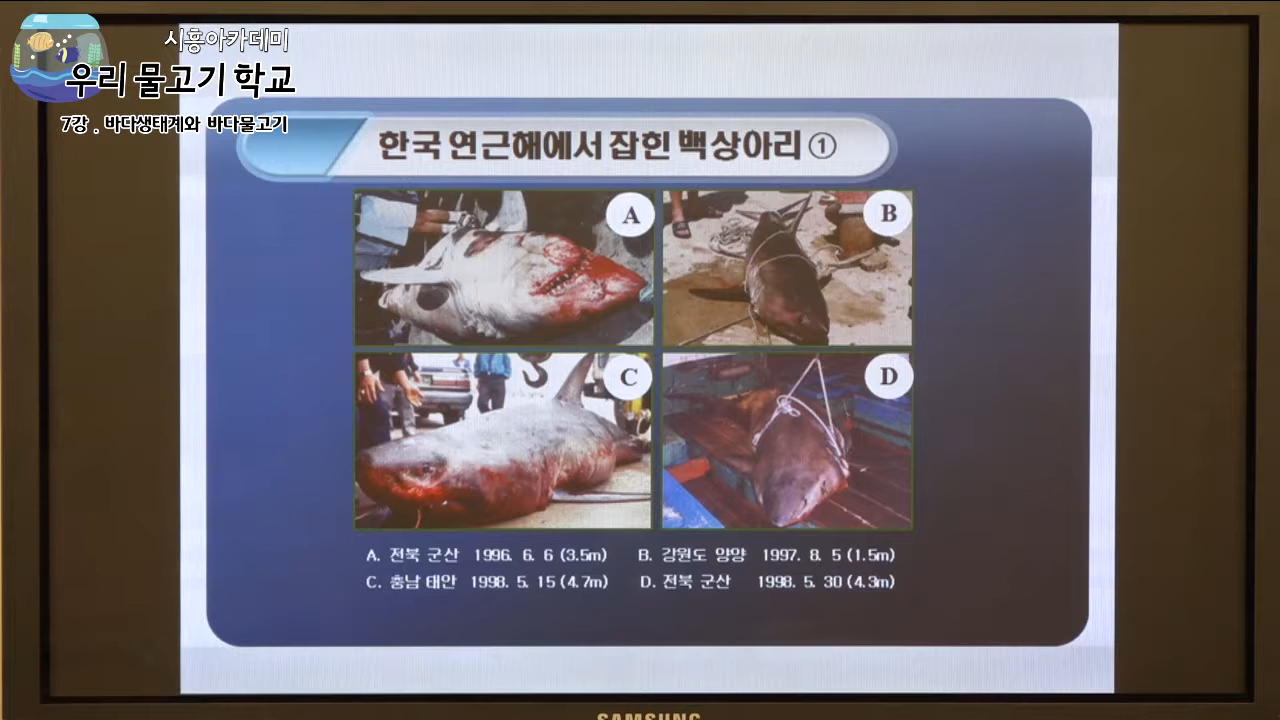 시흥아카데미
우리 물고기 학교
7강 . 바다생태계와 바다물고기
한국 연근해에서 잡힌 백상아리 ①
A
B
C
D
A. 전북 군산 1996. 6. 6 (3.5m) B. 강원도 양양 1997. 8. 5 (1.5m)
C. 충남 태안 1998. 5. 15 (4.7m) D. 전북 군산 1998. 5. 30 (4.3m)
SAMSUNG